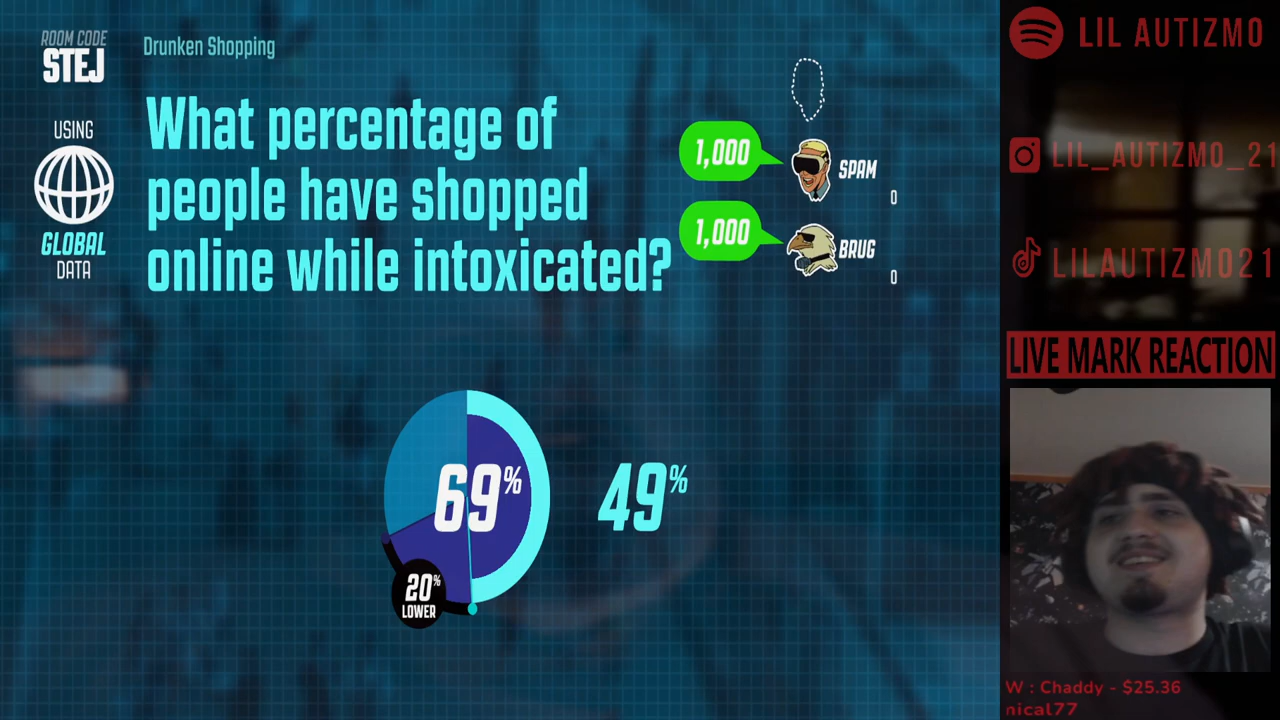 ROOM CODE
STEJ
Drunken Shopping
USING
GLOBAL
DATA
What percentage of
people have shopped
online while intoxicated?
1,000
SPAM
0
1,000
BRUG
0
69%
49%
20%
LOWER
LIL AUTIZMO
LIL_AUTIZMO_21
LILAUTIZMO21
LIVE MARK REACTION
W : Chaddy - $25.36
nical77